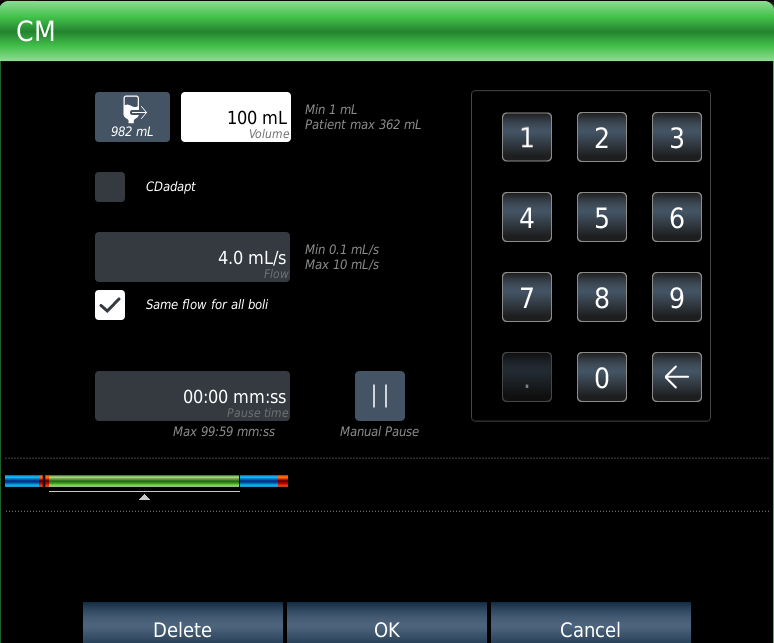 CM
982 mL
100 mL
Volume
Min 1 mL
Patient max 362 mL
CDadapt
4.0 mL/s
Flow
Min 0.1 mL/s
Max 10 mL/s
Same flow for all boli
00:00 mm:ss
Pause time
Max 99:59 mm:ss
Manual Pause
1 2 3
4 5 6
7 8 9
. 0
Delete OK Cancel